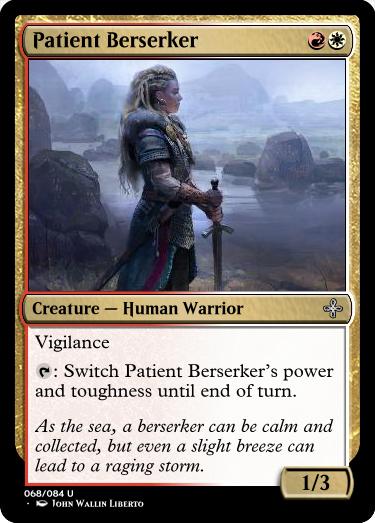 Patient Berserker
Creature — Human Warrior
Vigilance
: Switch Patient Berserker's power
and toughness until end of turn.
As the sea, a berserker can be calm and
collected, but even a slight breeze can
lead to a raging storm.
1/3
068/084 U
· John Wallin Liberto